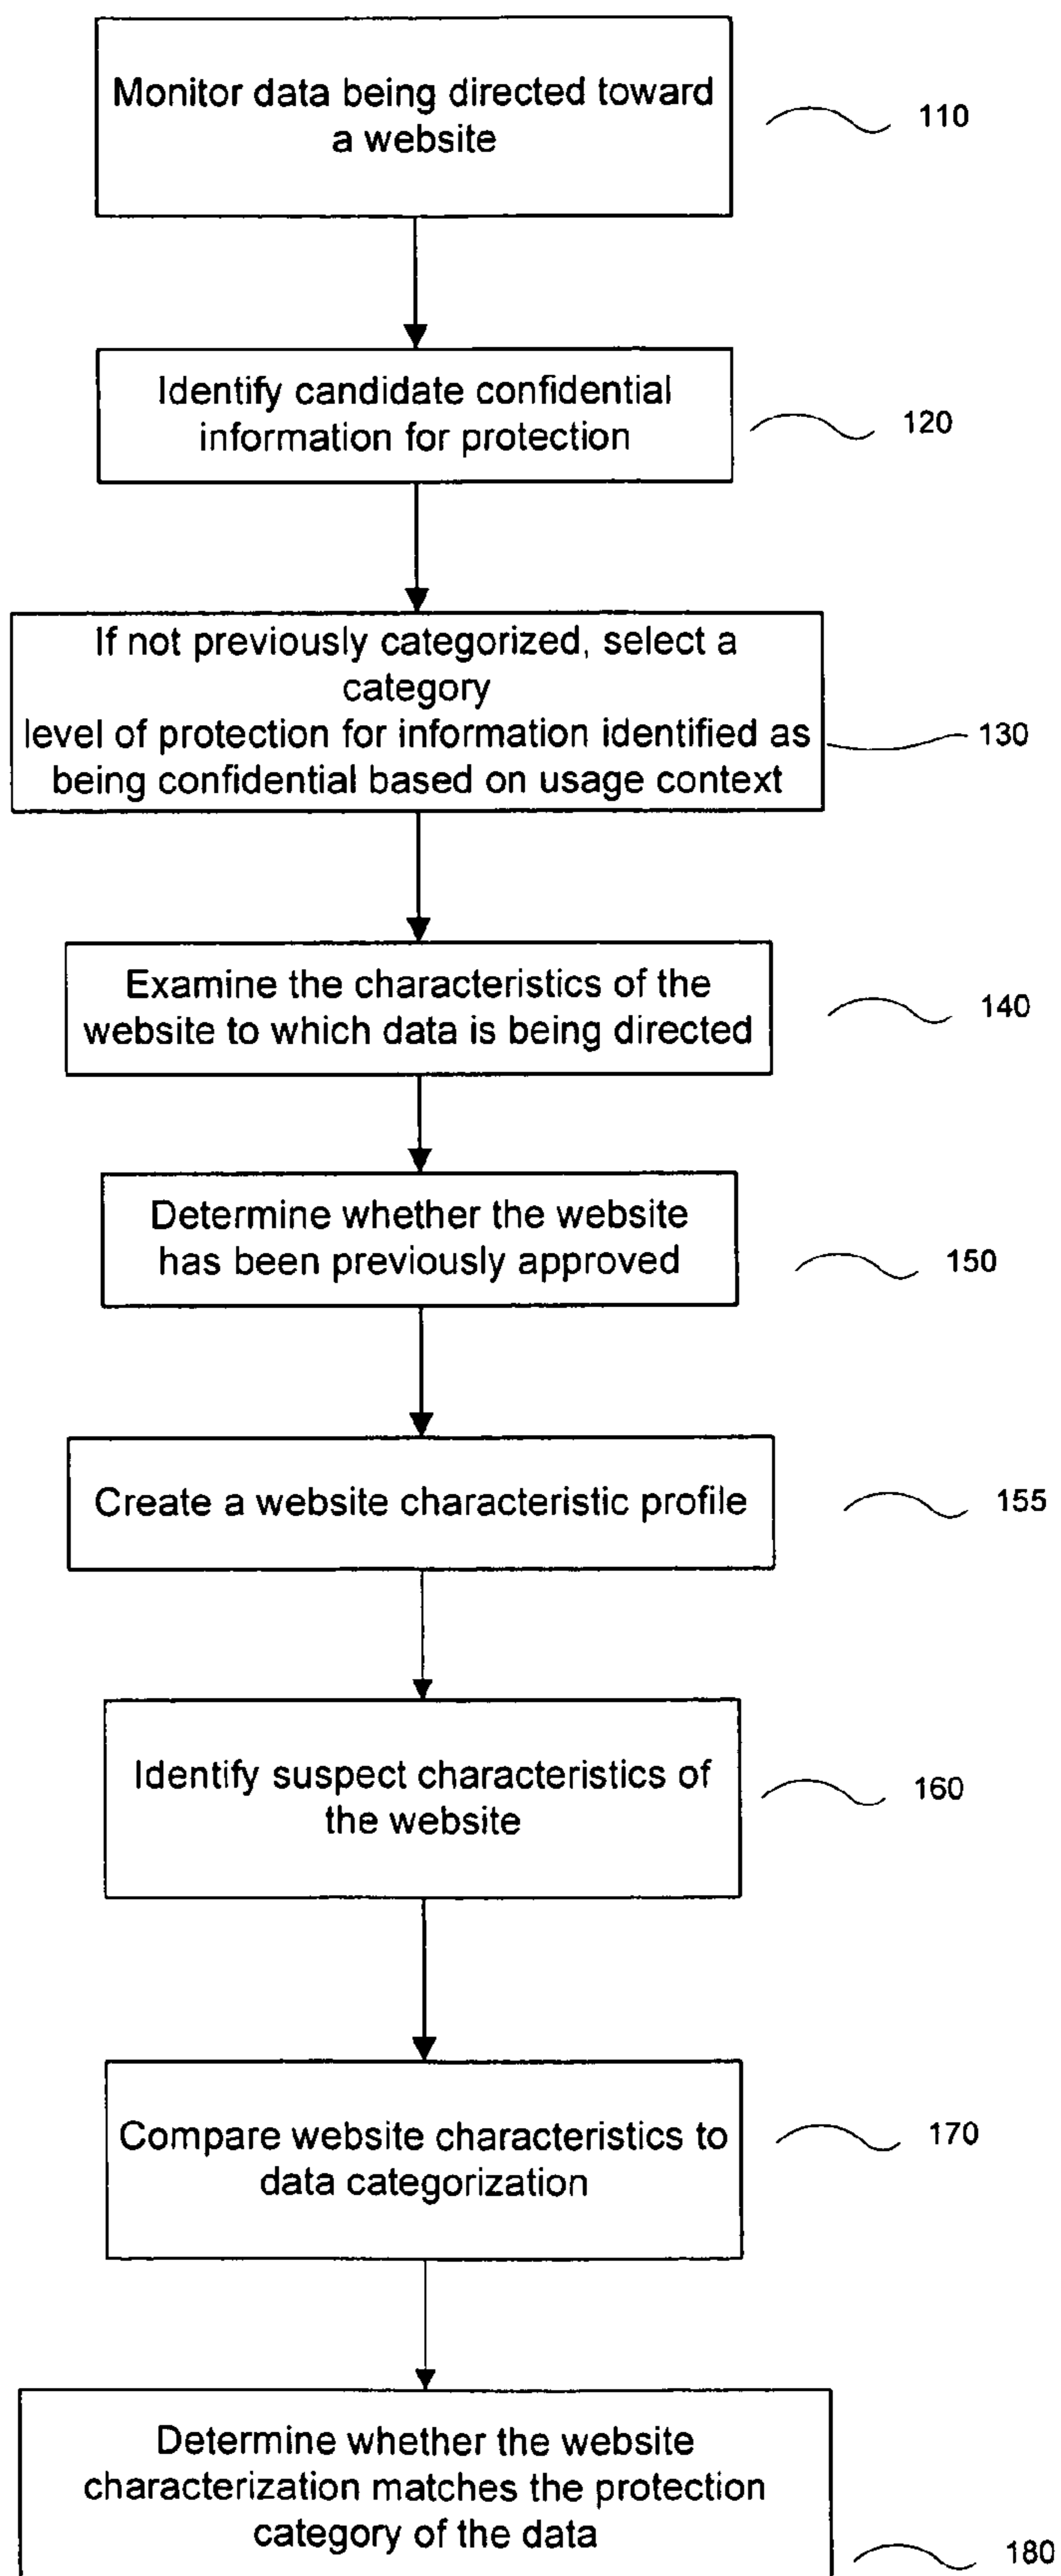 Monitor data being directed toward
a website
110
Identify candidate confidential
information for protection
120
If not previously categorized, select a
category
level of protection for information identified as
being confidential based on usage context
130
Examine the characteristics of the
website to which data is being directed
140
Determine whether the website
has been previously approved
150
Create a website characteristic profile
155
Identify suspect characteristics of
the website
160
Compare website characteristics to
data categorization
170
Determine whether the website
characterization matches the protection
category of the data
180